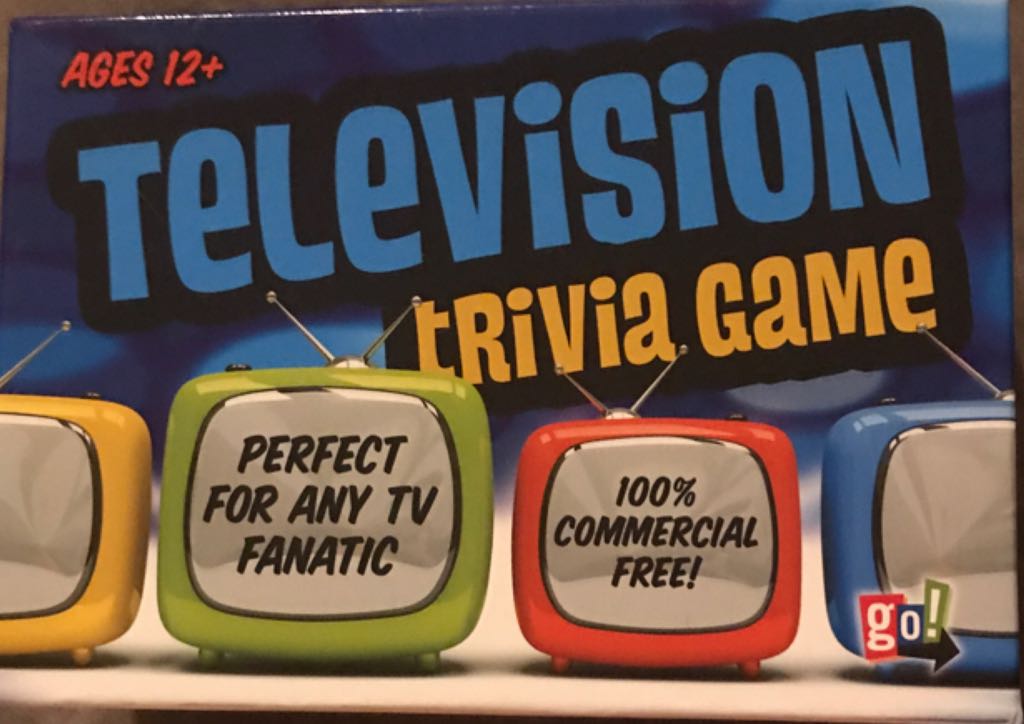 AGES 12+
TELEVISION
TRIVIA GAME
PERFECT
FOR ANY TV
FANATIC
100%
COMMERCIAL
FREE!
go!